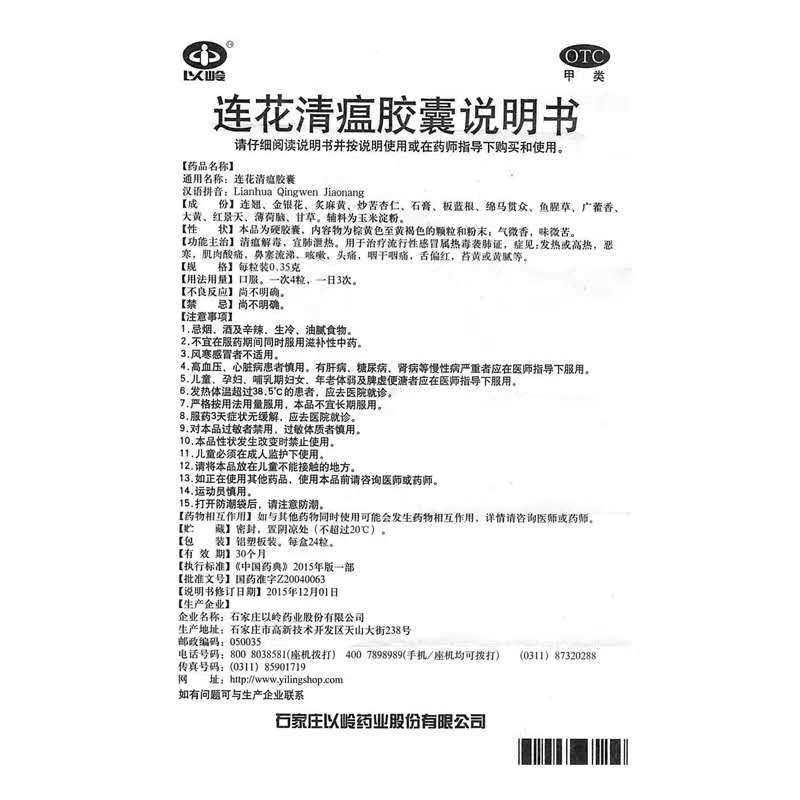 以岭
OTC
甲 类
连花清瘟胶囊说明书
请仔细阅读说明书并按说明使用或在药师指导下购买和使用。
【药品名称】
通用名称：连花清瘟胶囊
汉语拼音：Lianhua Qingwen Jiaonang
【成 份】连翘、金银花、炙麻黄、炒苦杏仁、石膏、板蓝根、绵马贯众、鱼腥草、广藿香、
大黄、红景天、薄荷脑、甘草。辅料为玉米淀粉。
【性 状】本品为硬胶囊，内容物为棕黄色至黄褐色的颗粒和粉末；气微香，味微苦。
【功能主治】清瘟解毒，宣肺泄热。用于治疗流行性感冒属热毒袭肺证，症见：发热或高热，恶
寒，肌肉酸痛，鼻塞流涕，咳嗽，头痛，咽干咽痛，舌偏红，苔黄或黄腻等。
【规 格】每粒装0.35克
【用法用量】口服。一次4粒，一日3次。
【不良反应】尚不明确。
【禁 忌】尚不明确。
【注意事项】
1.忌烟、酒及辛辣、生冷、油腻食物。
2.不宜在服药期间同时服用滋补性中药。
3.风寒感冒者不适用。
4.高血压、心脏病患者慎用。有肝病、糖尿病、肾病等慢性病严重者应在医师指导下服用。
5.儿童、孕妇、哺乳期妇女、年老体弱及脾虚便溏者应在医师指导下服用。
6.发热体温超过38.5℃的患者，应去医院就诊。
7.严格按用法用量服用，本品不宜长期服用。
8.服药3天症状无缓解，应去医院就诊。
9.对本品过敏者禁用，过敏体质者慎用。
10.本品性状发生改变时禁止使用。
11.儿童必须在成人监护下使用。
12.请将本品放在儿童不能接触的地方。
13.如正在使用其他药品，使用本品前请咨询医师或药师。
14.运动员慎用。
15.打开防潮袋后，请注意防潮。
【药物相互作用】如与其他药物同时使用可能会发生药物相互作用，详情请咨询医师或药师。
【贮 藏】密封，置阴凉处（不超过20℃）。
【包 装】铝塑板装。每盒24粒。
【有 效 期】30个月
【执行标准】《中国药典》2015年版一部
【批准文号】国药准字Z20040063
【说明书修订日期】2015年12月01日
【生产企业】
企业名称：石家庄以岭药业股份有限公司
生产地址：石家庄市高新技术开发区天山大街238号
邮政编码：050035
电话号码：800 8038581(座机拨打) 400 7898989(手机/座机均可拨打) (0311) 87320288
传真号码：(0311) 85901719
网 址：http://www.yilingshop.com
如有问题可与生产企业联系
石家庄以岭药业股份有限公司